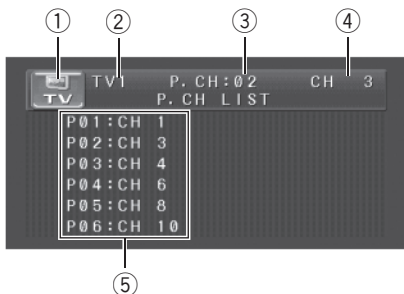 ① ② ③ ④
TV TV1 P.CH:02 CH 3
P.CH LIST
P01:CH 1
P02:CH 3
P03:CH 4
P04:CH 6
P05:CH 8
P06:CH 10
⑤